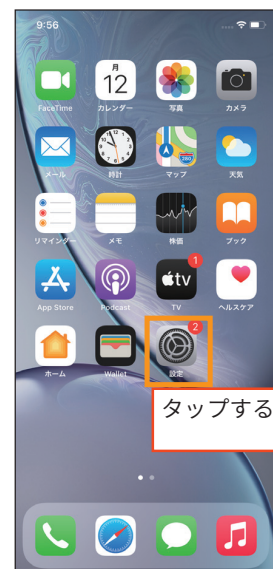 9:56
月
12
FaceTime
カレンダー
写真
カメラ
メール
時計
マップ
天気
リマインダー
メモ
株価
ブック
1
tv
App Store
Podcast
TV
ヘルスケア
2
ホーム
Wallet
設定
タップする